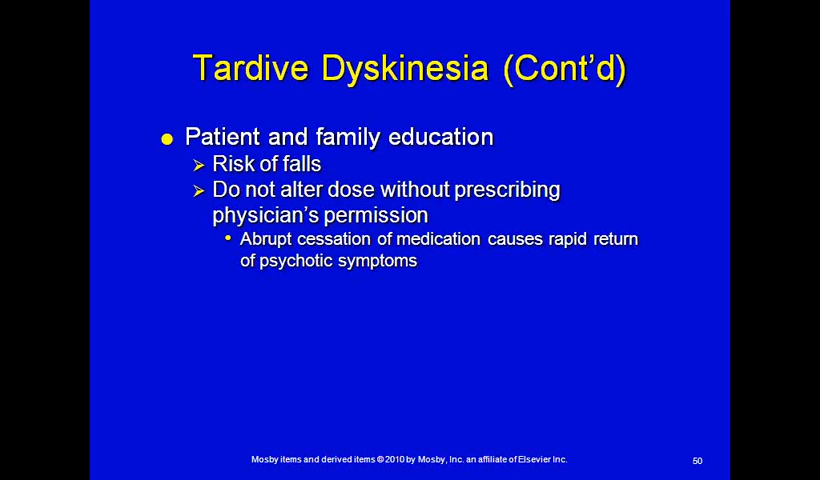 Tardive Dyskinesia (Cont’d)
Patient and family education
Risk of falls
Do not alter dose without prescribing
physician’s permission
Abrupt cessation of medication causes rapid return
of psychotic symptoms
Mosby items and derived items © 2010 by Mosby, Inc. an affiliate of Elsevier Inc.
50